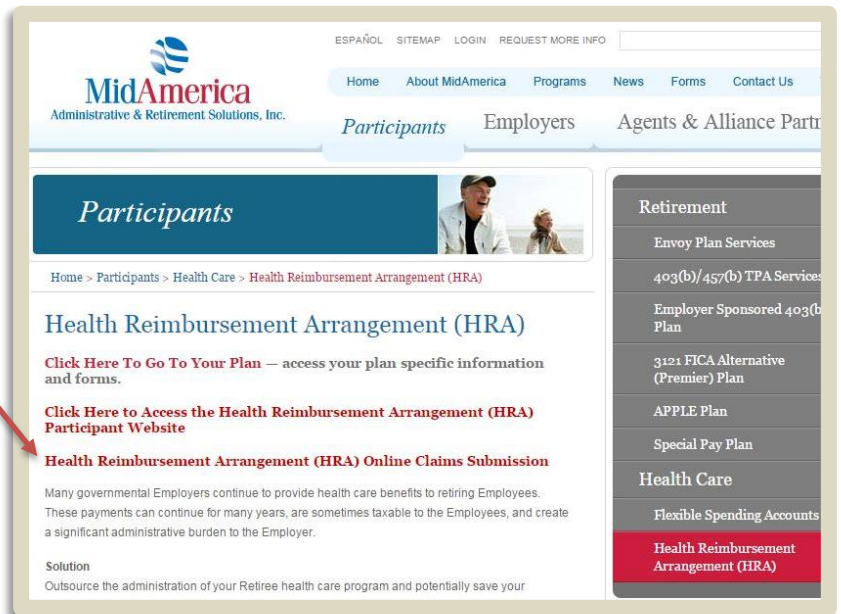 ESPAÑOL SITEMAP LOGIN REQUEST MORE INFO
MidAmerica
Administrative & Retirement Solutions, Inc.
Home About MidAmerica Programs News Forms Contact Us
Participants Employers Agents & Alliance Partn
Participants
Home > Participants > Health Care > Health Reimbursement Arrangement (HRA)
Health Reimbursement Arrangement (HRA)
Click Here To Go To Your Plan — access your plan specific information
and forms.
Click Here to Access the Health Reimbursement Arrangement (HRA)
Participant Website
Health Reimbursement Arrangement (HRA) Online Claims Submission
Many governmental Employers continue to provide health care benefits to retiring Employees.
These payments can continue for many years, are sometimes taxable to the Employees, and create
a significant administrative burden to the Employer.
Solution
Outsource the administration of your Retiree health care program and potentially save your
Retirement
Envoy Plan Services
403(b)/457(b) TPA Services
Employer Sponsored 403(b
Plan
3121 FICA Alternative
(Premier) Plan
APPLE Plan
Special Pay Plan
Health Care
Flexible Spending Accounts
Health Reimbursement
Arrangement (HRA)